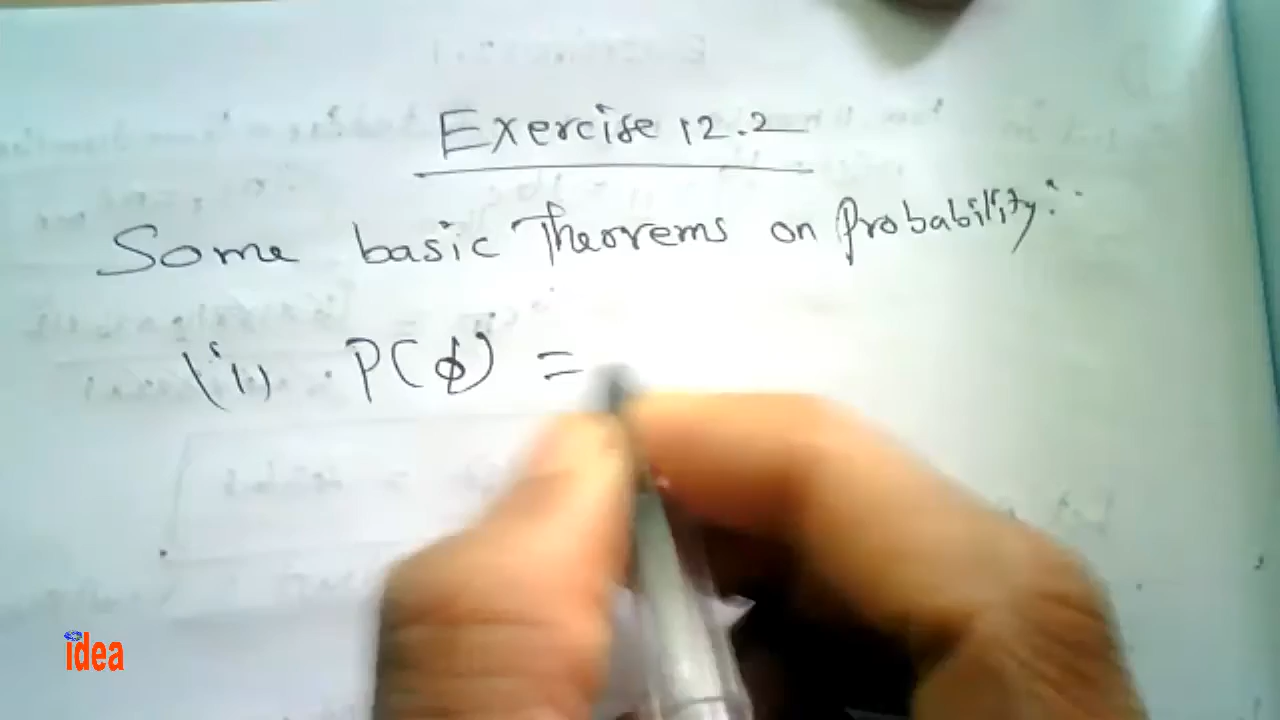 Exercise 12.2
Some basic Theorems on Probability:-
(i) . P(ϕ) =
idea